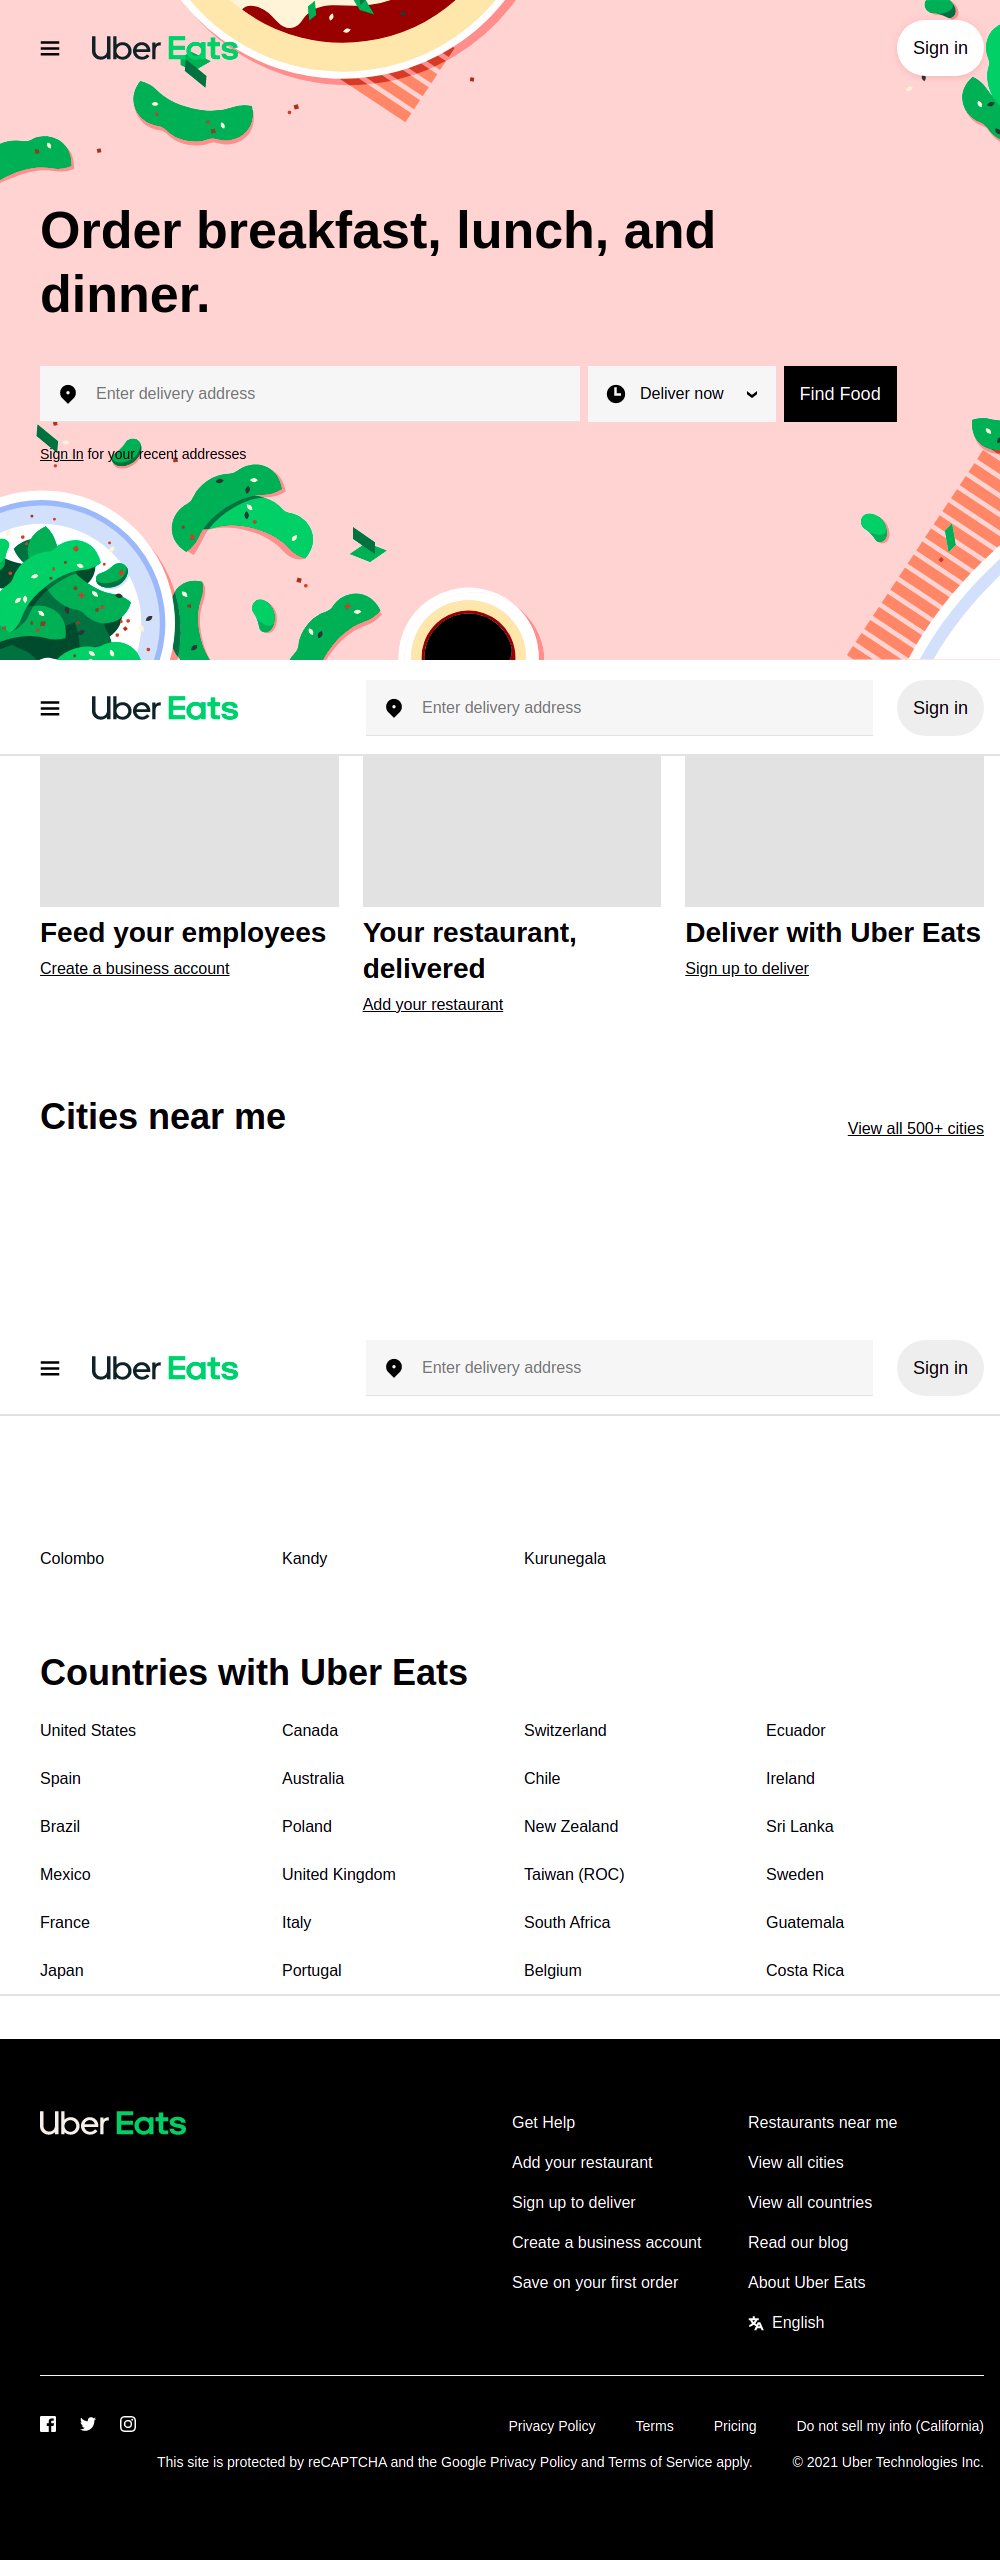 Uber Eats
Sign in
Order breakfast, lunch, and
dinner.
Enter delivery address
Deliver now
Find Food
Sign In for your recent addresses
Uber Eats
Enter delivery address
Sign in
Feed your employees
Create a business account
Your restaurant,
delivered
Add your restaurant
Deliver with Uber Eats
Sign up to deliver
Cities near me
View all 500+ cities
Uber Eats
Enter delivery address
Sign in
Colombo
Kandy
Kurunegala
Countries with Uber Eats
United States
Canada
Switzerland
Ecuador
Spain
Australia
Chile
Ireland
Brazil
Poland
New Zealand
Sri Lanka
Mexico
United Kingdom
Taiwan (ROC)
Sweden
France
Italy
South Africa
Guatemala
Japan
Portugal
Belgium
Costa Rica
Uber Eats
Get Help
Add your restaurant
Sign up to deliver
Create a business account
Save on your first order
Restaurants near me
View all cities
View all countries
Read our blog
About Uber Eats
English
Privacy Policy
Terms
Pricing
Do not sell my info (California)
This site is protected by reCAPTCHA and the Google Privacy Policy and Terms of Service apply.
© 2021 Uber Technologies Inc.